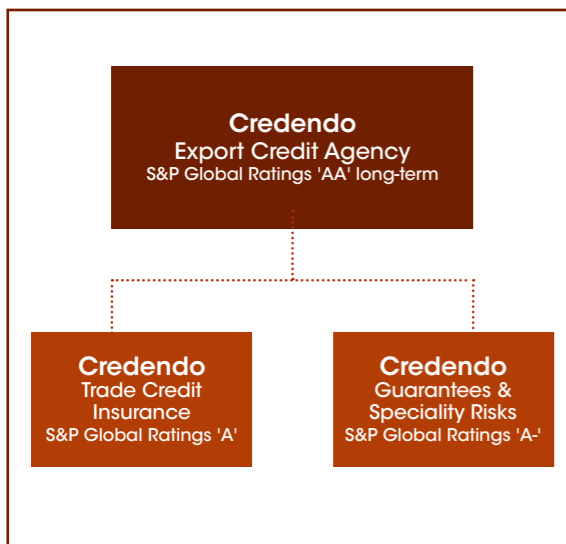 Credendo
Export Credit Agency
S&P Global Ratings 'AA' long-term
Credendo
Trade Credit
Insurance
S&P Global Ratings 'A'
Credendo
Guarantees &
Speciality Risks
S&P Global Ratings 'A-'